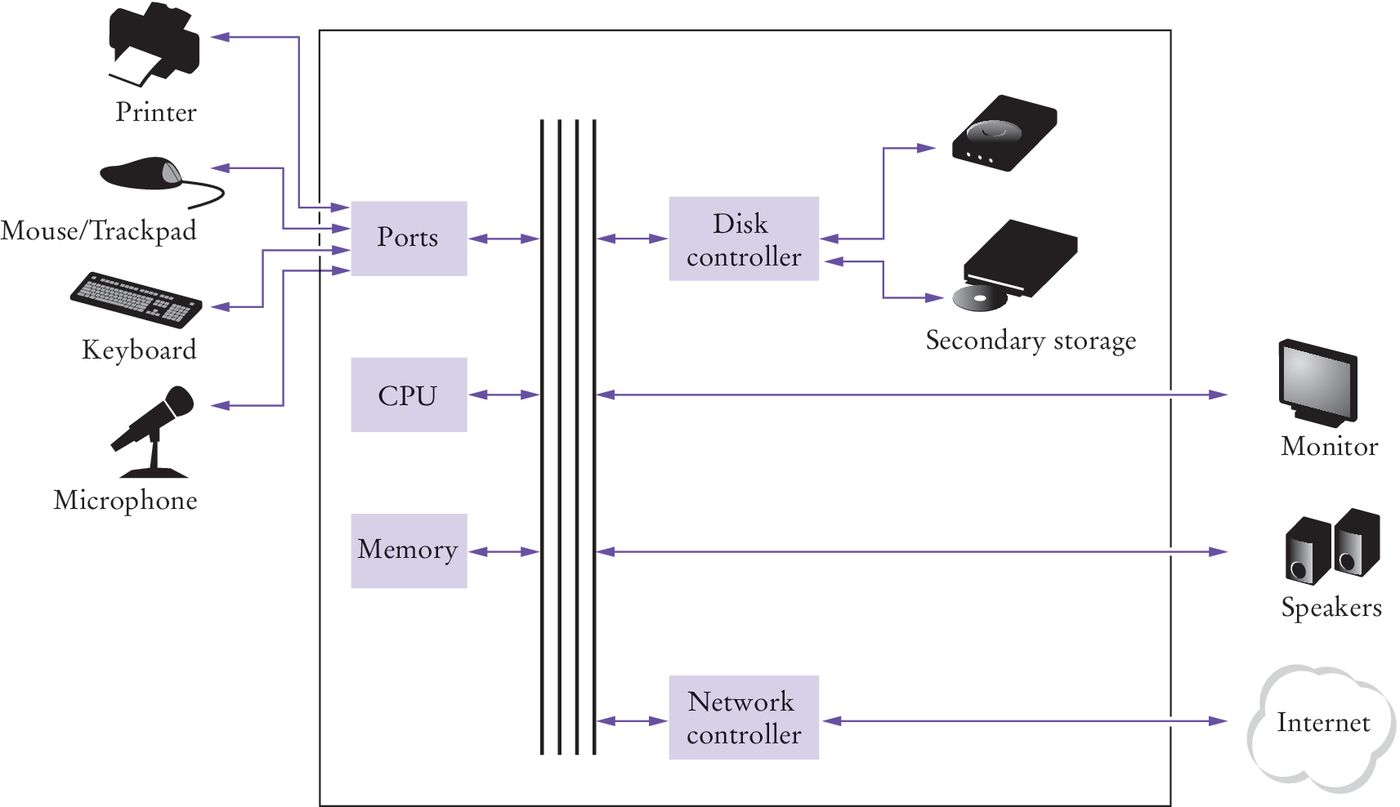 Printer
Mouse/Trackpad
Keyboard
Microphone
Ports
CPU
Memory
Disk
controller
Secondary storage
Network
controller
Monitor
Speakers
Internet